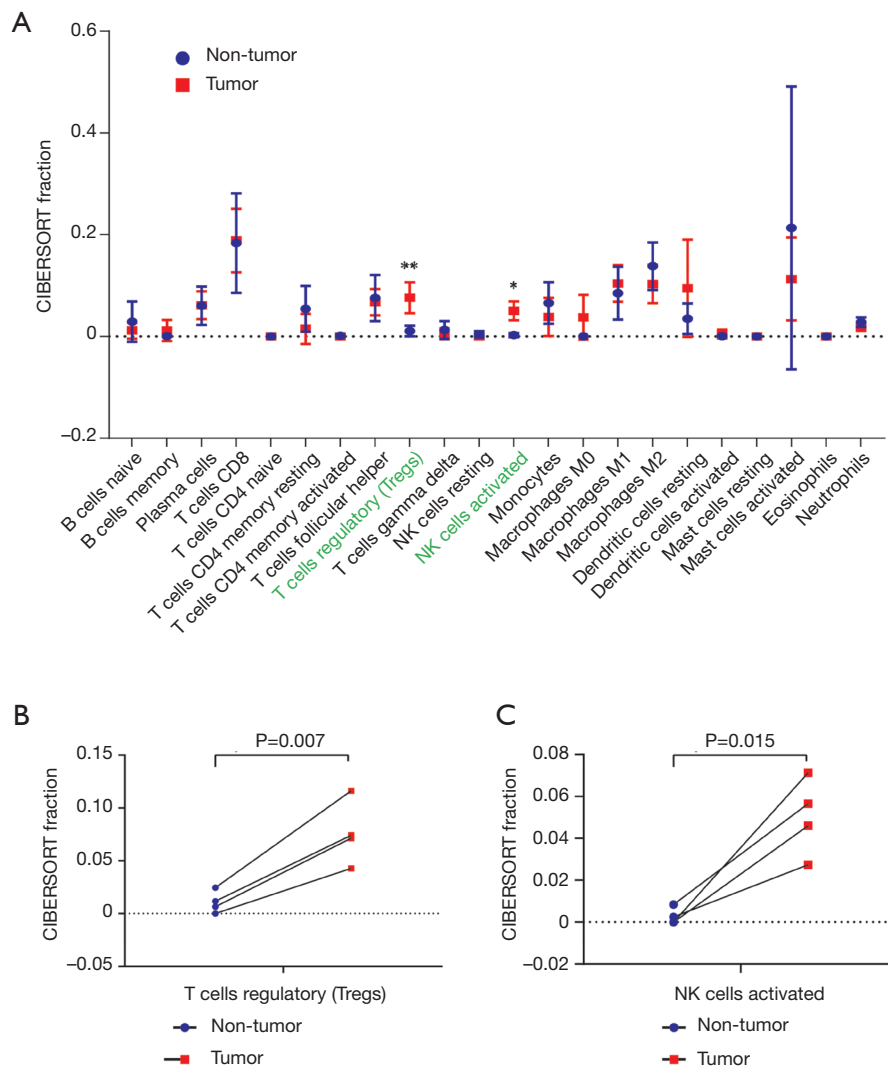 A
0.6
0.4
0.2
0
−0.2
CIBERSORT fraction
Non-tumor
Tumor
**
*
B cells naive
B cells memory
Plasma cells
T cells CD8
T cells CD4 naive
T cells CD4 memory resting
T cells CD4 memory activated
T cells follicular helper
T cells regulatory (Tregs)
T cells gamma delta
NK cells resting
NK cells activated
Monocytes
Macrophages M0
Macrophages M1
Macrophages M2
Dendritic cells resting
Dendritic cells activated
Mast cells resting
Mast cells activated
Eosinophils
Neutrophils
B
P=0.007
0.15
0.10
0.05
0
−0.05
CIBERSORT fraction
T cells regulatory (Tregs)
Non-tumor
Tumor
C
P=0.015
0.08
0.06
0.04
0.02
0
−0.02
CIBERSORT fraction
NK cells activated
Non-tumor
Tumor